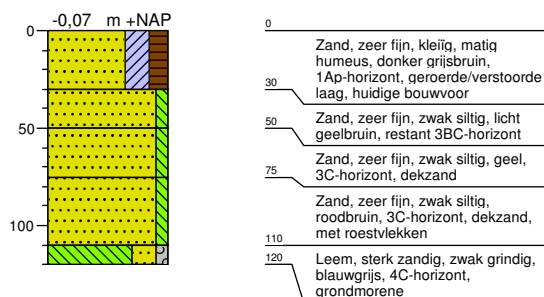 -0,07 m +NAP
0
50
100
0
Zand, zeer fijn, kleiïg, matig
humeus, donker grijsbruin,
1Ap-horizont, geroerde/verstoorde
laag, huidige bouwvoor
30
Zand, zeer fijn, zwak siltig, licht
geelbruin, restant 3BC-horizont
50
Zand, zeer fijn, zwak siltig, geel,
3C-horizont, dekzand
75
Zand, zeer fijn, zwak siltig,
roodbruin, 3C-horizont, dekzand,
met roestvlekken
110
Leem, sterk zandig, zwak grindig,
blauwgrijs, 4C-horizont,
grondmorene
120